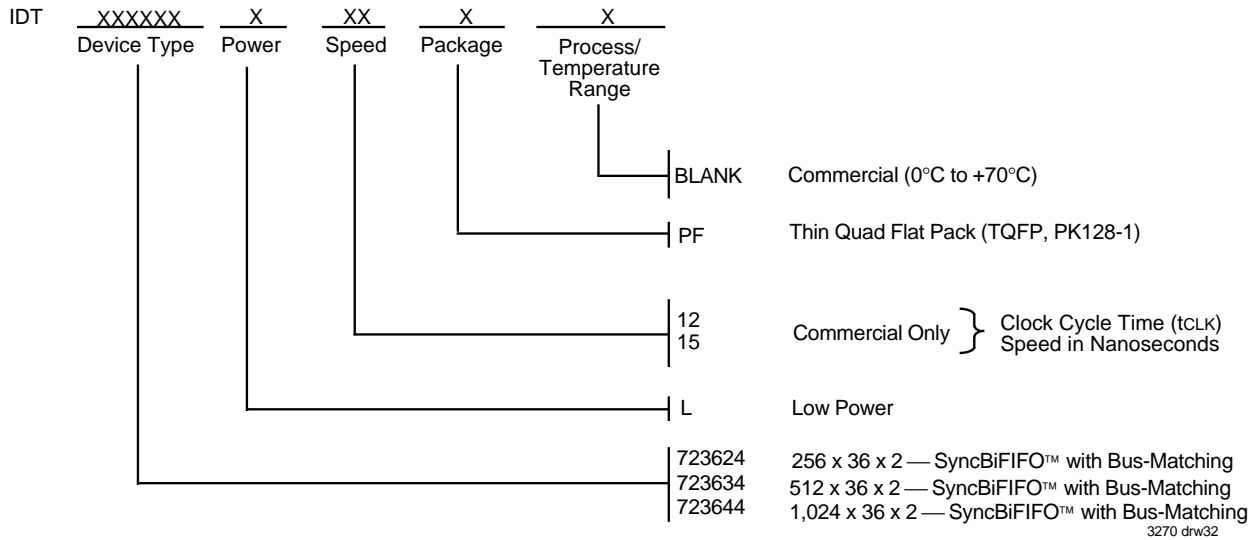 IDT XXXXXX X XX X X
Device Type Power Speed Package Process/
Temperature
Range
BLANK Commercial (0°C to +70°C)
PF Thin Quad Flat Pack (TQFP, PK128-1)
12
15
Commercial Only } Clock Cycle Time (tCLK)
Speed in Nanoseconds
L Low Power
723624 256 x 36 x 2 — SyncBiFIFO™ with Bus-Matching
723634 512 x 36 x 2 — SyncBiFIFO™ with Bus-Matching
723644 1,024 x 36 x 2 — SyncBiFIFO™ with Bus-Matching
3270 drw32